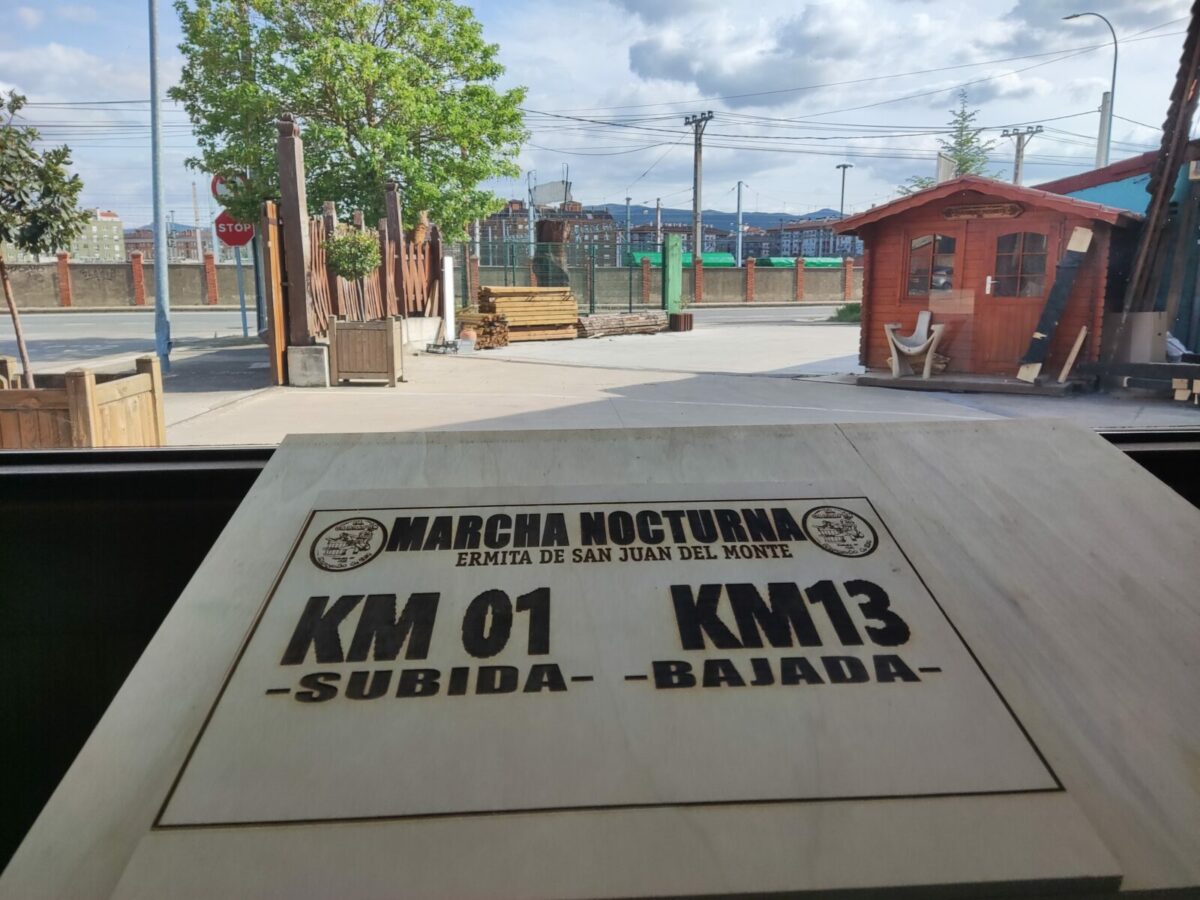 STOP
MARCHA NOCTURNA
ERMITA DE SAN JUAN DEL MONTE
KM 01 KM13
-SUBIDA- -BAJADA-